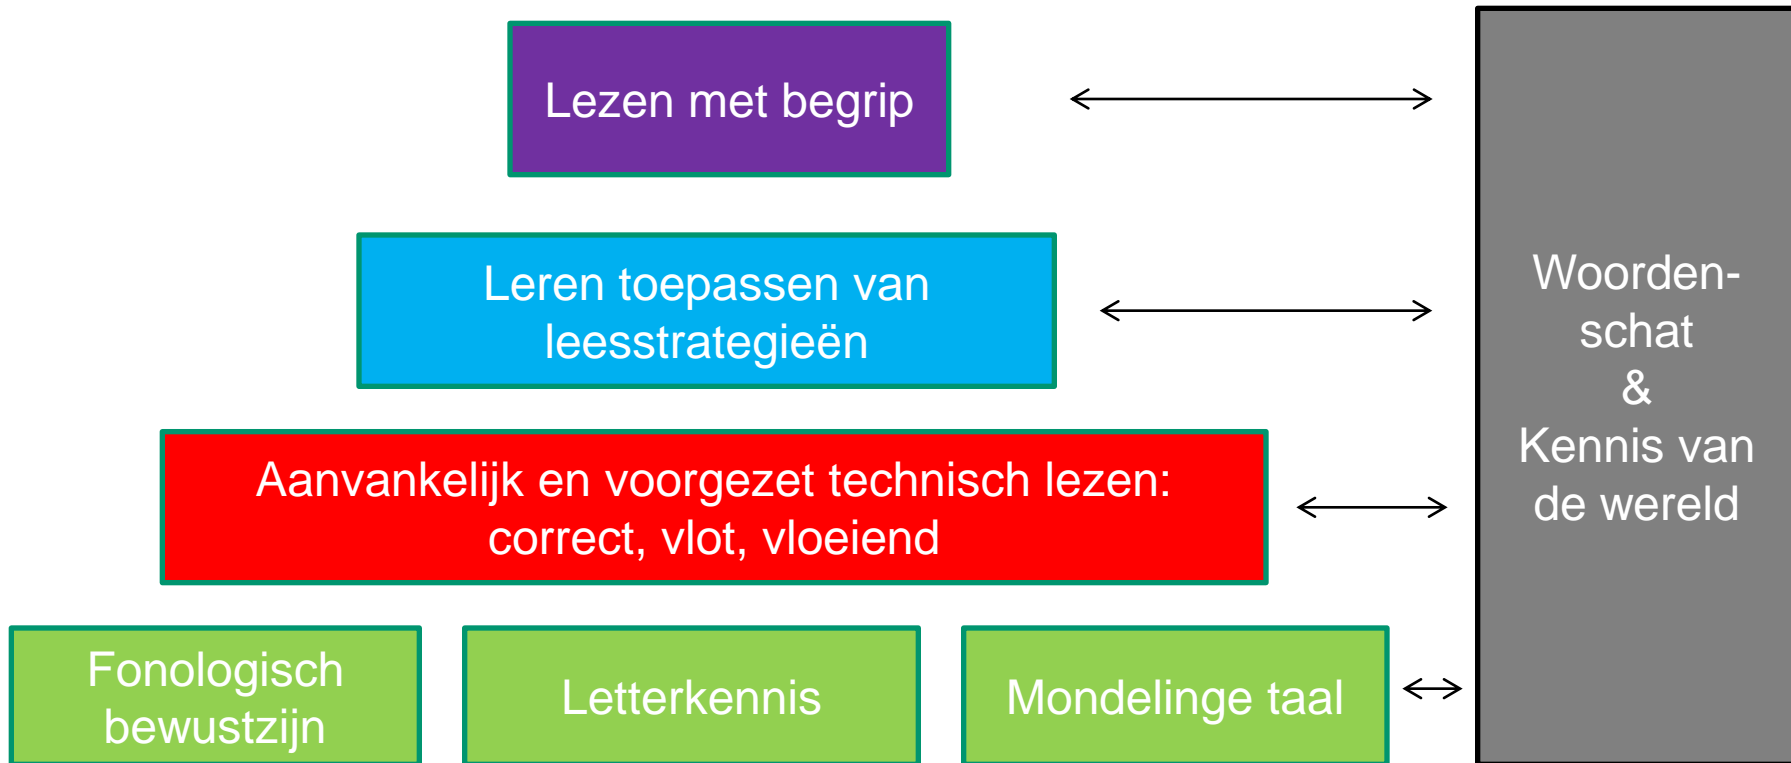 Lezen met begrip
Leren toepassen van
leesstrategieën
Aanvankelijk en voorgezet technisch lezen:
correct, vlot, vloeiend
Fonologisch
bewustzijn
Letterkennis
Mondelinge taal
Woorden-
schat
&
Kennis van
de wereld